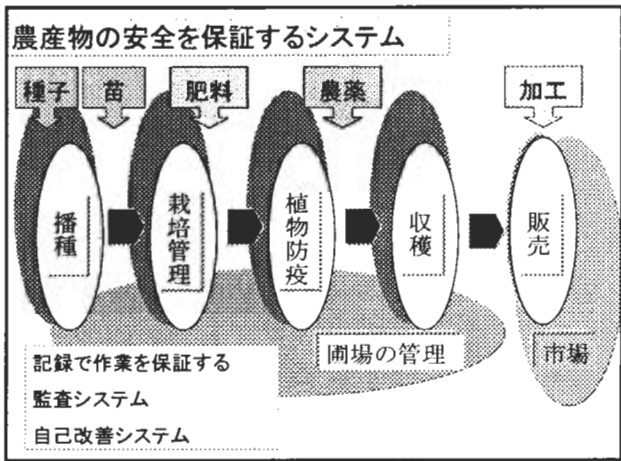 農産物の安全を保証するシステム
種子
苗
肥料
農薬
加工
播種
栽培管理
植物防疫
収穫
販売
圃場の管理
市場
記録で作業を保証する
監査システム
自己改善システム